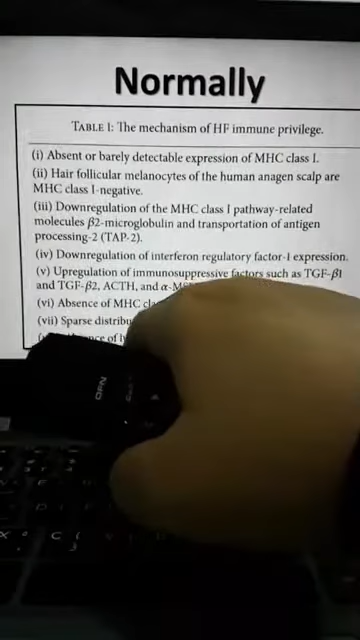 Normally
TABLE 1: The mechanism of HF immune privilege.
(i) Absent or barely detectable expression of MHC class I.
(ii) Hair follicular melanocytes of the human anagen scalp are
MHC class I-negative.
(iii) Downregulation of the MHC class I pathway-related
molecules β2-microglobulin and transportation of antigen
processing-2 (TAP-2).
(iv) Downregulation of interferon regulatory factor-1 expression.
(v) Upregulation of immunosuppressive factors such as TGF-β1
and TGF-β2, ACTH, and α-MS
(vi) Absence of MHC cla
(vii) Sparse distribu